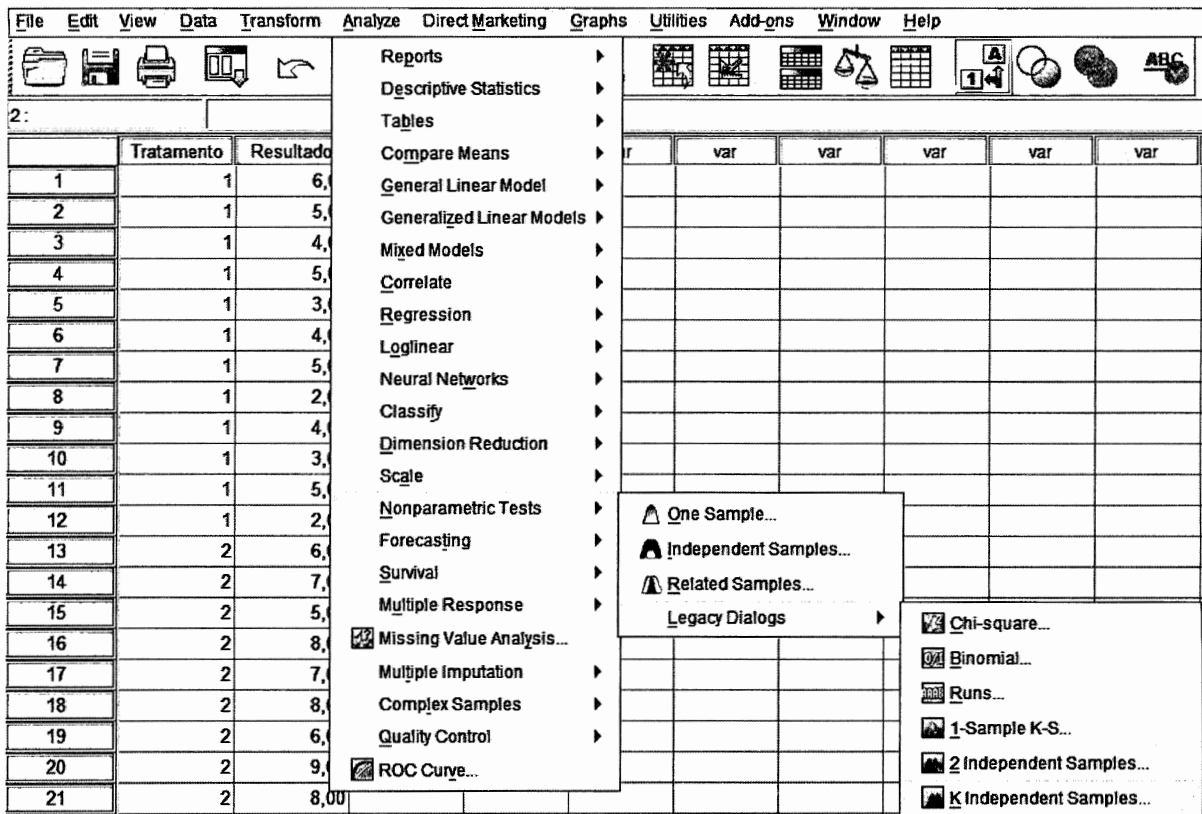 File Edit View Data Transform Analyze Direct Marketing Graphs Utilities Add-ons Window Help
A
1
ABC
2 :
Tratamento Resultado var var var var var
1 1 6,
2 1 5,
3 1 4,
4 1 5,
5 1 3,
6 1 4,
7 1 5,
8 1 2,
9 1 4,
10 1 3,
11 1 5,
12 1 2,
13 2 6,
14 2 7,
15 2 5,
16 2 8,
17 2 7,
18 2 8,
19 2 6,
20 2 9,
21 2 8,00
Reports
Descriptive Statistics
Tables
Compare Means
General Linear Model
Generalized Linear Models
Mixed Models
Correlate
Regression
Loglinear
Neural Networks
Classify
Dimension Reduction
Scale
Nonparametric Tests
Forecasting
Survival
Multiple Response
Missing Value Analysis...
Multiple Imputation
Complex Samples
Quality Control
ROC Curve...
One Sample...
Independent Samples...
Related Samples...
Legacy Dialogs
Chi-square...
Binomial...
Runs...
1-Sample K-S...
2 Independent Samples...
K Independent Samples...